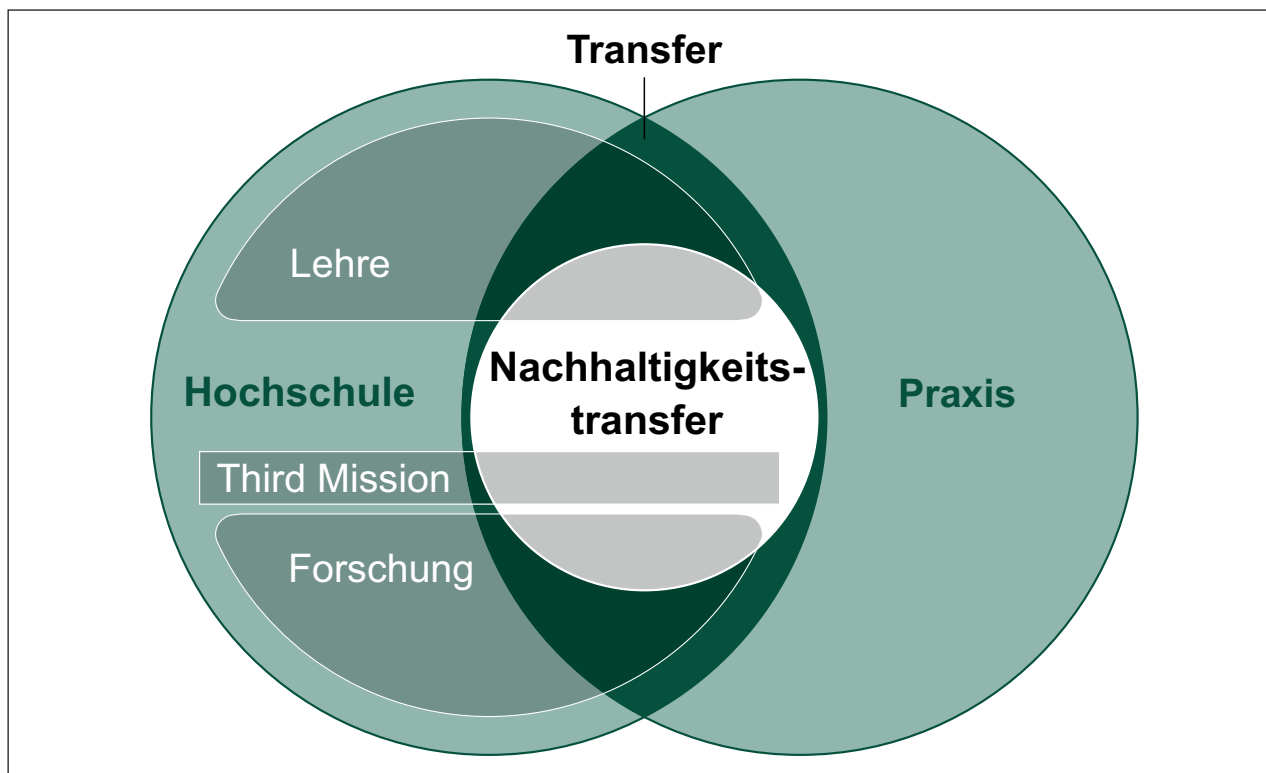 Transfer
Lehre
Nachhaltigkeits-
transfer
Hochschule
Praxis
Third Mission
Forschung